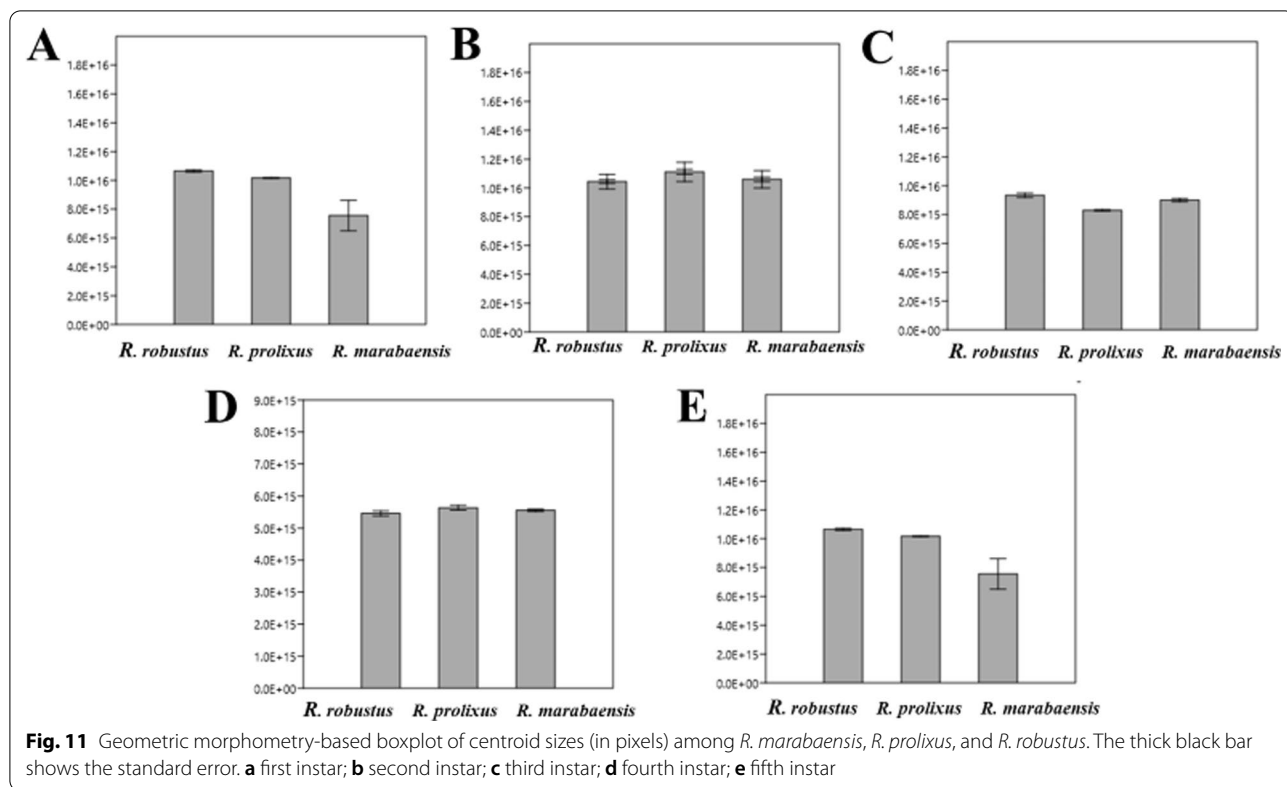 A
1.8E+16
1.6E+16
1.4E+16
1.2E+16
1.0E+16
8.0E+15
6.0E+15
4.0E+15
2.0E+15
0.0E+00
R. robustus R. prolixus R. marabaensis
B
1.8E+16
1.6E+16
1.4E+16
1.2E+16
1.0E+16
8.0E+15
6.0E+15
4.0E+15
2.0E+15
0.0E+00
R. robustus R. prolixus R. marabaensis
C
1.8E+16
1.6E+16
1.4E+16
1.2E+16
1.0E+16
8.0E+15
6.0E+15
4.0E+15
2.0E+15
0.0E+00
R. robustus R. prolixus R. marabaensis
D
9.0E+15
8.0E+15
7.0E+15
6.0E+15
5.0E+15
4.0E+15
3.0E+15
2.0E+15
1.0E+15
0.0E+00
R. robustus R. prolixus R. marabaensis
E
1.8E+16
1.6E+16
1.4E+16
1.2E+16
1.0E+16
8.0E+15
6.0E+15
4.0E+15
2.0E+15
0.0E+00
R. robustus R. prolixus R. marabaensis
Fig. 11 Geometric morphometry-based boxplot of centroid sizes (in pixels) among R. marabaensis, R. prolixus, and R. robustus. The thick black bar
shows the standard error. a first instar; b second instar; c third instar; d fourth instar; e fifth instar